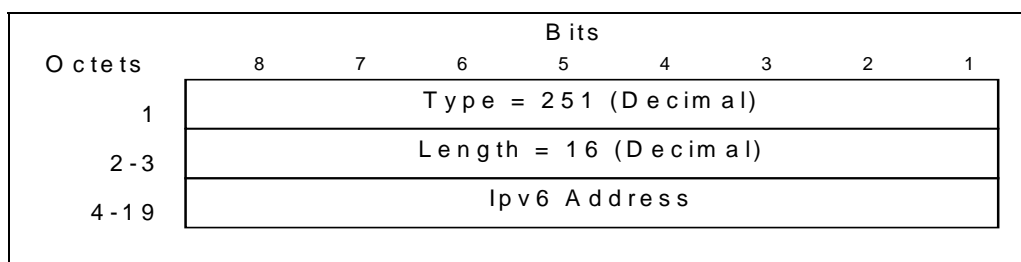 Bits
Octets 8 7 6 5 4 3 2 1
1 Type = 251 (Decimal)
2-3 Length = 16 (Decimal)
4-19 Ipv6 Address